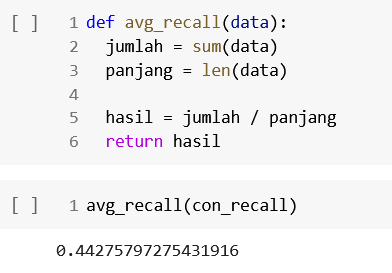 [ ] 1 def avg_recall(data):
2 jumlah = sum(data)
3 panjang = len(data)
4
5 hasil = jumlah / panjang
6 return hasil
[ ] 1 avg_recall(con_recall)
0.44275797275431916